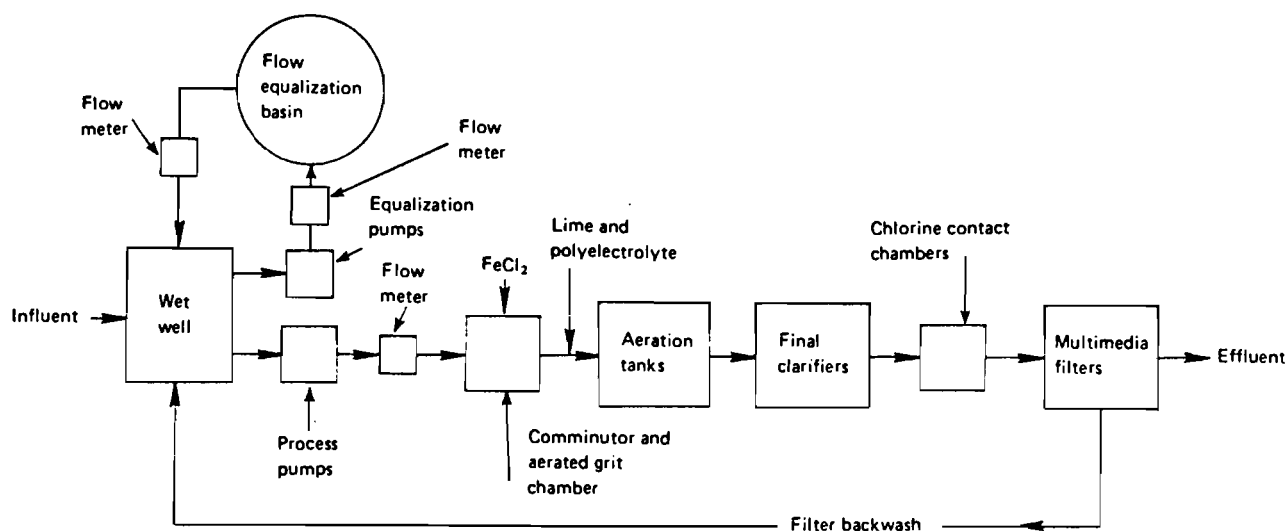 Flow
equalization
basin
Flow
meter
Flow
meter
Equalization
pumps
Lime and
polyelectrolyte
Chlorine contact
chambers
Flow
meter
FeCl₂
Influent
Wet
well
Aeration
tanks
Final
clarifiers
Multimedia
filters
Effluent
Process
pumps
Comminutor and
aerated grit
chamber
Filter backwash